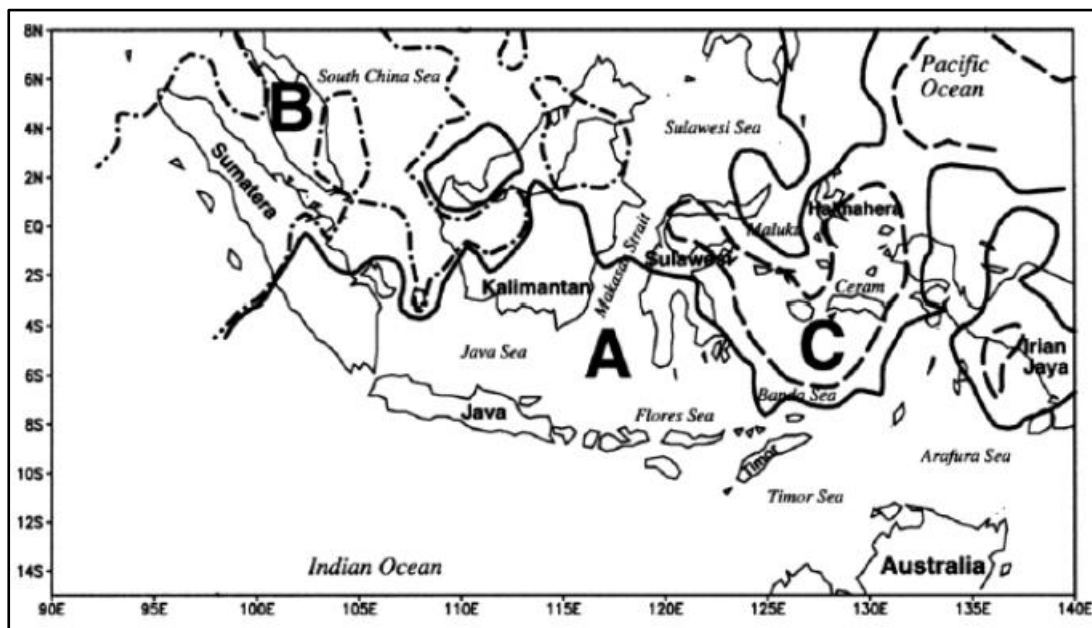 8N
6N
4N
2N
EQ
2S
4S
6S
8S
10S
12S
14S
90E
95E
100E
105E
110E
115E
120E
125E
130E
135E
140E
South China Sea
Pacific
Ocean
B
Sulawesi Sea
Sumatera
Halmahera
Maluku
Makasar Strait
Sulawesi
Kalimantan
Ceram
A
C
Java Sea
Irian
Jaya
Banda Sea
Java
Flores Sea
Timor
Arafura Sea
Timor Sea
Indian Ocean
Australia